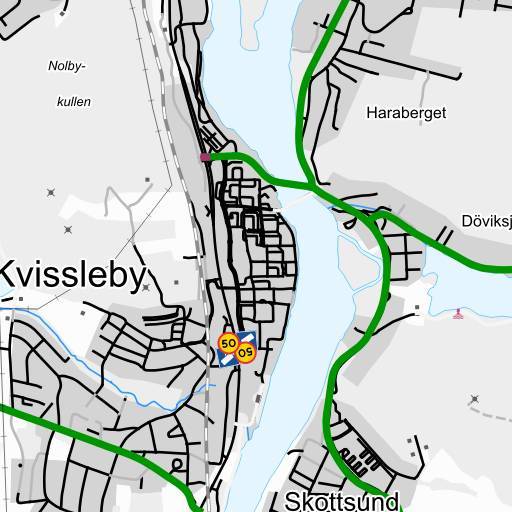 Nolby-
kullen
Haraberget
Döviksj
Kvissleby
50
50
Skottsund